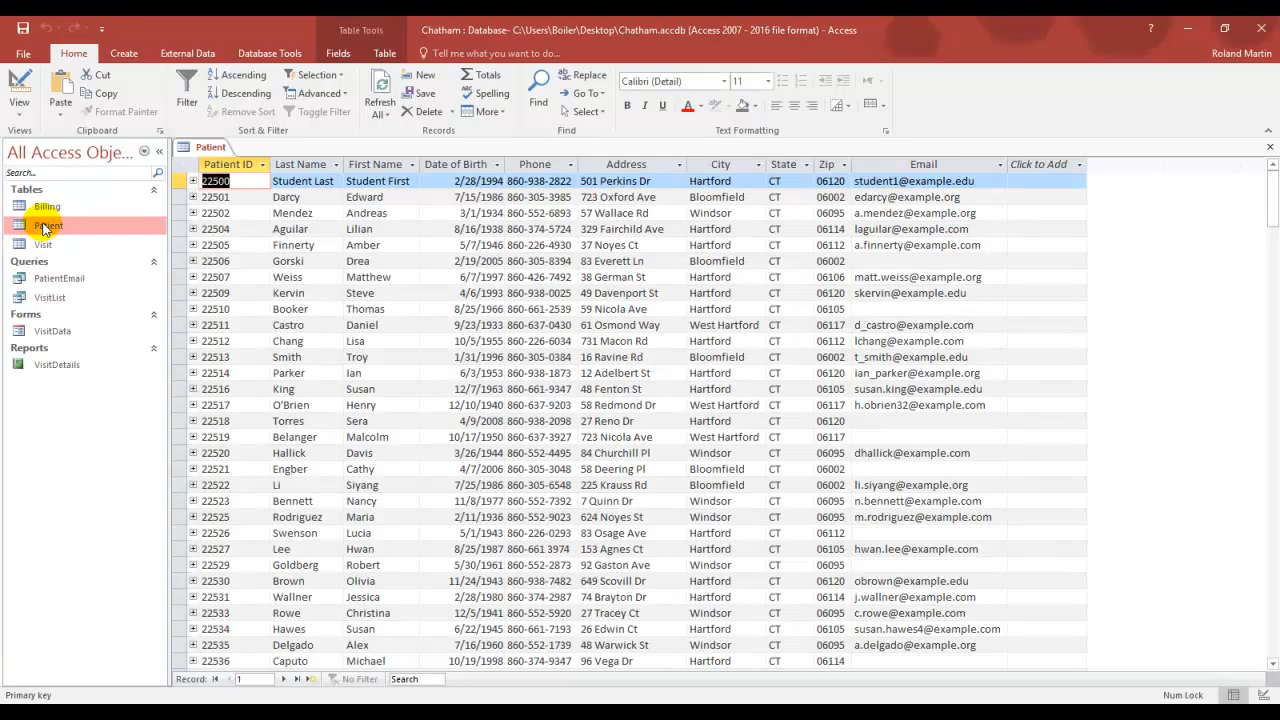 Table Tools
Chatham : Database- C:\Users\Boiler\Desktop\Chatham.accdb (Access 2007 - 2016 file format) - Access
?
File Home Create External Data Database Tools Fields Table Tell me what you want to do... Roland Martin
View Paste Cut Copy Format Painter Filter Ascending Descending Remove Sort Selection Advanced Toggle Filter Refresh All New Save Delete Totals Spelling More Find Replace Go To Select Calibri (Detail) 11
B I U A
Views Clipboard Sort & Filter Records Find Text Formatting
All Access Obje...
Search...
Tables
Billing
Patient
Visit
Queries
PatientEmail
VisitList
Forms
VisitData
Reports
VisitDetails
Patient
Patient ID Last Name First Name Date of Birth Phone Address City State Zip Email Click to Add
22500 Student Last Student First 2/28/1994 860-938-2822 501 Perkins Dr Hartford CT 06120 student1@example.edu
22501 Darcy Edward 7/15/1986 860-305-3985 723 Oxford Ave Bloomfield CT 06002 edarcy@example.org
22502 Mendez Andreas 3/1/1934 860-552-6893 57 Wallace Rd Windsor CT 06095 a.mendez@example.org
22504 Aguilar Lilian 8/16/1938 860-374-5724 329 Fairchild Ave Hartford CT 06114 laguilar@example.org
22505 Finnerty Amber 5/7/1946 860-226-4930 37 Noyes Ct Hartford CT 06112 a.finnerty@example.com
22506 Gorski Drea 2/19/2005 860-305-8394 83 Everett Ln Bloomfield CT 06002
22507 Weiss Matthew 6/7/1997 860-426-7492 38 German St Hartford CT 06106 matt.weiss@example.org
22509 Kervin Steve 4/6/1993 860-938-0025 49 Davenport St Hartford CT 06120 skervin@example.edu
22510 Booker Thomas 8/25/1966 860-661-2539 59 Nicola Ave Hartford CT 06105
22511 Castro Daniel 9/23/1933 860-637-0430 61 Osmond Way West Hartford CT 06117 d_castro@example.com
22512 Chang Lisa 10/5/1955 860-226-6034 731 Macon Rd Hartford CT 06112 lchang@example.com
22513 Smith Troy 1/31/1996 860-305-0384 16 Ravine Rd Bloomfield CT 06002 t_smith@example.edu
22514 Parker Ian 6/3/1953 860-938-1873 12 Adelbert St Hartford CT 06120 ian_parker@example.org
22516 King Susan 12/7/1963 860-661-9347 48 Fenton St Hartford CT 06105 susan.king@example.edu
22517 O'Brien Henry 12/10/1940 860-637-9203 58 Redmond Dr West Hartford CT 06117 h.obrien32@example.com
22518 Torres Sera 4/9/2008 860-938-2098 27 Reno Dr Hartford CT 06120
22519 Belanger Malcolm 10/17/1950 860-637-3927 723 Nicola Ave West Hartford CT 06117
22520 Hallick Davis 3/26/1944 860-552-4495 84 Churchill Pl Windsor CT 06095 dhallick@example.com
22521 Engber Cathy 4/7/2006 860-305-3048 58 Deering Pl Bloomfield CT 06002
22522 Li Siyang 7/25/1986 860-305-6548 225 Krauss Rd Bloomfield CT 06002 li.siyang@example.org
22523 Bennett Nancy 11/8/1977 860-552-7392 7 Quinn Dr Windsor CT 06095 n.bennett@example.com
22525 Rodriguez Maria 2/11/1936 860-552-9023 624 Noyes St Windsor CT 06095 m.rodriguez@example.com
22526 Swenson Lucia 5/1/1943 860-226-0293 83 Osage Ave Hartford CT 06112
22527 Lee Hwan 8/25/1987 860-661 3974 153 Agnes Ct Hartford CT 06105 hwan.lee@example.com
22529 Goldberg Robert 5/30/1961 860-552-2873 92 Gaston Ave Windsor CT 06095
22530 Brown Olivia 11/24/1943 860-938-7482 649 Scovill Dr Hartford CT 06120 obrown@example.edu
22531 Wallner Jessica 2/28/1980 860-374-2987 74 Brayton Dr Hartford CT 06114 j.wallner@example.com
22533 Rowe Christina 12/5/1941 860-552-5920 27 Tracey Ct Windsor CT 06095 c.rowe@example.com
22534 Hawes Susan 6/22/1945 860-661-7193 26 Edwin Ct Hartford CT 06105 susan.hawes4@example.com
22535 Delgado Alex 7/16/1960 860-552-1739 48 Warwick St Windsor CT 06095 a.delgado@example.org
22536 Caputo Michael 10/19/1998 860-374-9347 96 Vega Dr Hartford CT 06114
Record: 1 No Filter Search
Primary key Num Lock